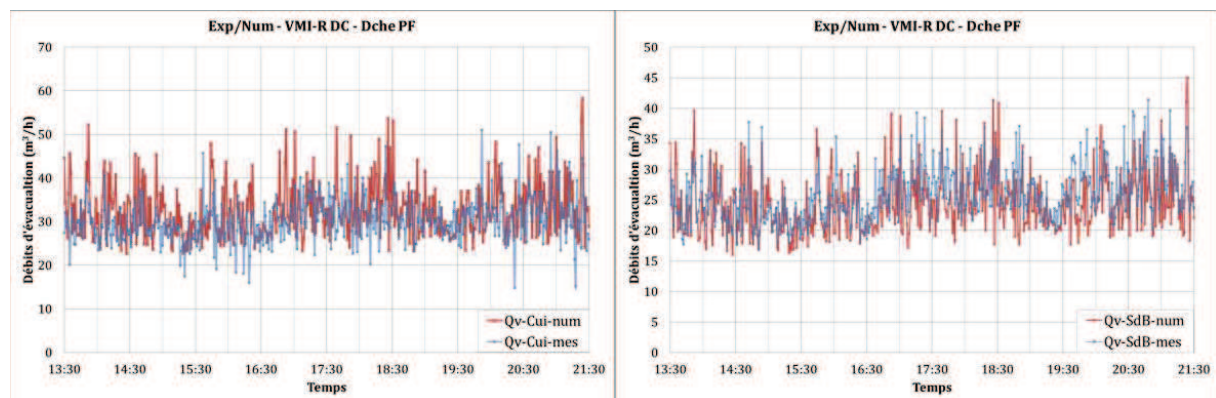 Exp/Num - VMI-R DC - Dche PF
Débits d'évacualtion (m³/h)
70
60
50
40
30
20
10
0
Qv-Cui-num
Qv-Cui-mes
13:30 14:30 15:30 16:30 17:30 18:30 19:30 20:30 21:30
Temps
Exp/Num - VMI-R DC - Dche PF
Débits d'évacualtion (m³/h)
50
45
40
35
30
25
20
15
10
5
0
Qv-SdB-num
Qv-SdB-mes
13:30 14:30 15:30 16:30 17:30 18:30 19:30 20:30 21:30
Temps